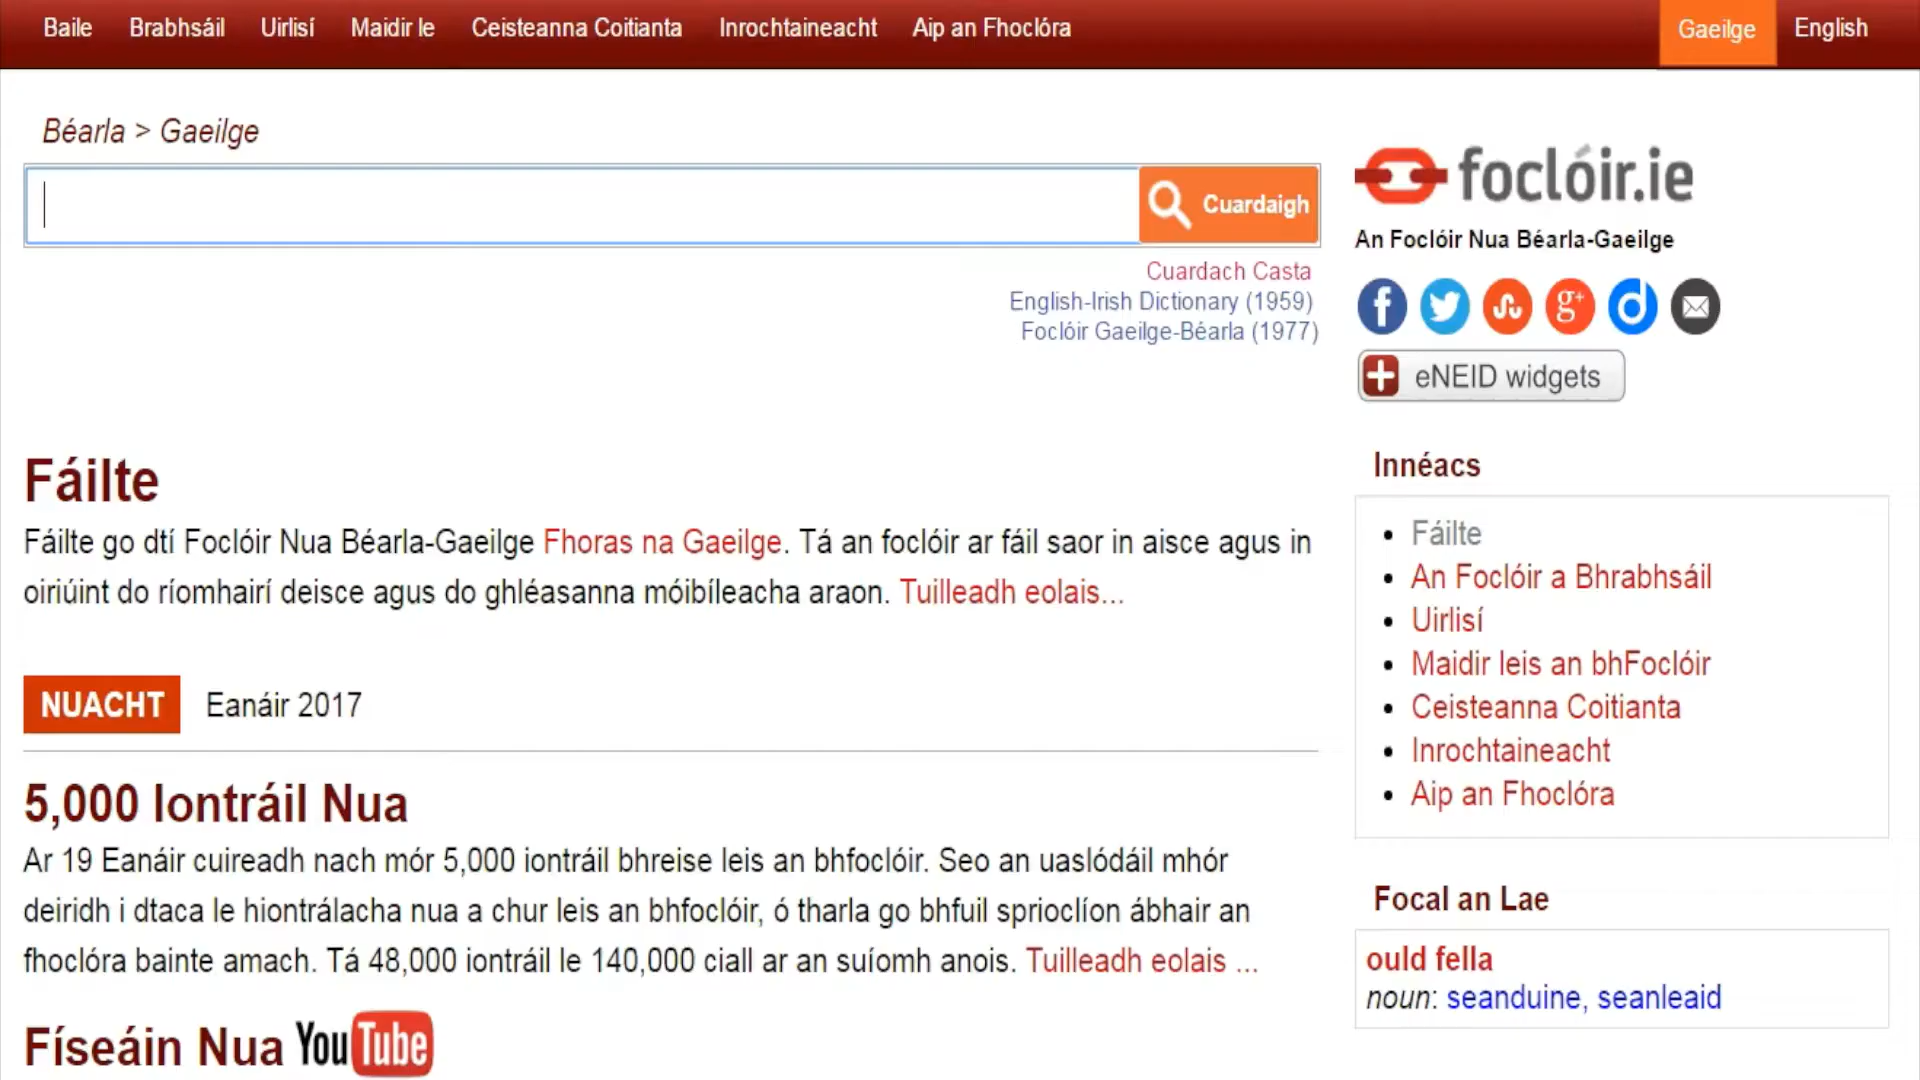 Baile Brabhsáil Uirlisí Maidir le Ceisteanna Coitianta Inrochtaineacht Aip an Fhoclóra Gaeilge English
Béarla > Gaeilge
Cuardaigh
Cuardach Casta
English-Irish Dictionary (1959)
Foclóir Gaeilge-Béarla (1977)
foclóir.ie
An Foclóir Nua Béarla-Gaeilge
eNEID widgets
Fáilte
Fáilte go dtí Foclóir Nua Béarla-Gaeilge Fhoras na Gaeilge. Tá an foclóir ar fáil saor in aisce agus in
oiriúint do ríomhairí deisce agus do ghléasanna móibíleacha araon. Tuilleadh eolais...
NUACHT Eanáir 2017
5,000 Iontráil Nua
Ar 19 Eanáir cuireadh nach mór 5,000 iontráil bhreise leis an bhfoclóir. Seo an uaslódáil mhór
deiridh i dtaca le hiontrálacha nua a chur leis an bhfoclóir, ó tharla go bhfuil sprioclíon ábhair an
fhoclóra bainte amach. Tá 48,000 iontráil le 140,000 ciall ar an suíomh anois. Tuilleadh eolais ...
Físeáin Nua YouTube
Innéacs
Fáilte
An Foclóir a Bhrabhsáil
Uirlisí
Maidir leis an bhFoclóir
Ceisteanna Coitianta
Inrochtaineacht
Aip an Fhoclóra
Focal an Lae
ould fella
noun: seanduine, seanleaid